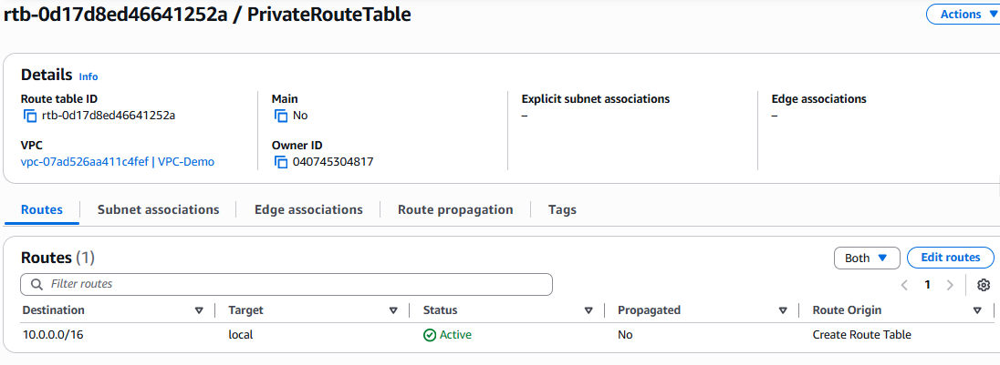 rtb-0d17d8ed46641252a / PrivateRouteTable
Actions
Details Info
Route table ID
rtb-0d17d8ed46641252a
Main
No
Explicit subnet associations
–
Edge associations
–
VPC
vpc-07ad526aa411c4fef | VPC-Demo
Owner ID
040745304817
Routes
Subnet associations
Edge associations
Route propagation
Tags
Routes (1)
Both
Edit routes
Filter routes
1
Destination Target Status Propagated Route Origin
10.0.0.0/16 local Active No Create Route Table